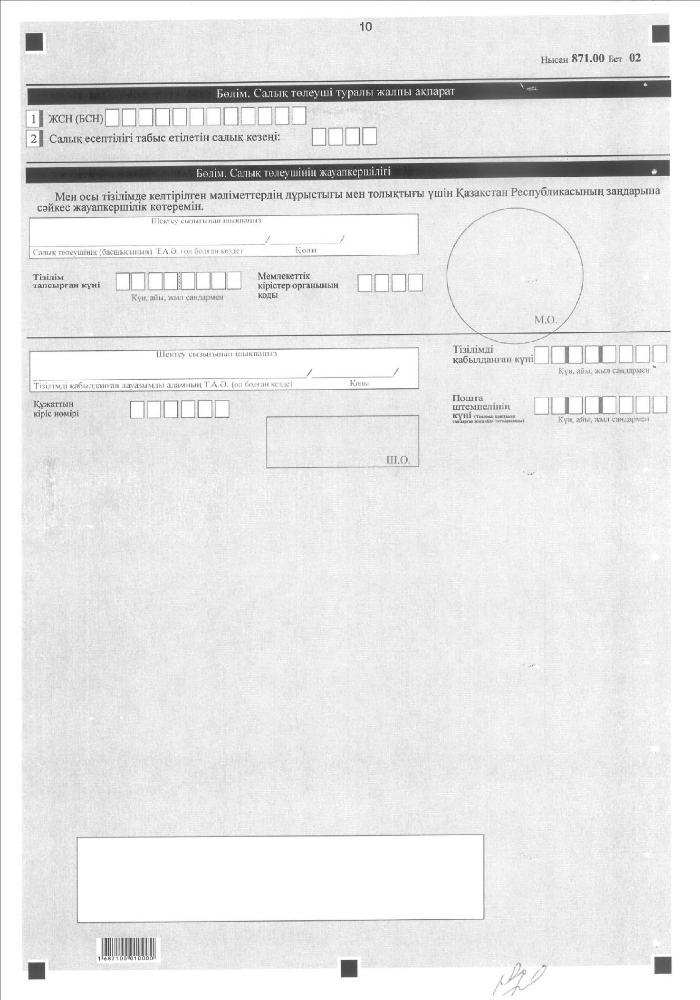 10
Нысан 871.00 Бет 02
Бөлім. Салық төлеуші туралы жалпы ақпарат
1 ЖСН (БСН)
2 Салық есептілігі табыс етілетін салық кезеңі:
Бөлім. Салық төлеушінің жауапкершілігі
Мен осы тізілімде келтірілген мәліметтердің дұрыстығы мен толықтығы үшін Қазақстан Республикасының заңдарына
сәйкес жауапкершілік көтеремін.
Шектеу сызығынан шықпаңыз
/ /
Салық төлеушінің (басшысының) Т.А.Ә. (ол болған кезде) Қолы
Тізілім
тапсырған күні
Күн, айы, жыл сандармен
Мемлекеттік
кірістер органының
коды
М.О.
Шектеу сызығынан шықпаңыз
/ /
Тізілімді қабылданған лауазымды адамның Т.А.Ә. (ол болған кезде) Қолы
Тізілімді
қабылданған күні
Күн, айы, жыл сандармен
Құжаттың
кіріс нөмірі
Ш.О.
Пошта
штемпелінің
күні (Тізілімді поштамен
тапсырған жағдайда толтырылады)
Күн, айы, жыл сандармен
1 687100 010000